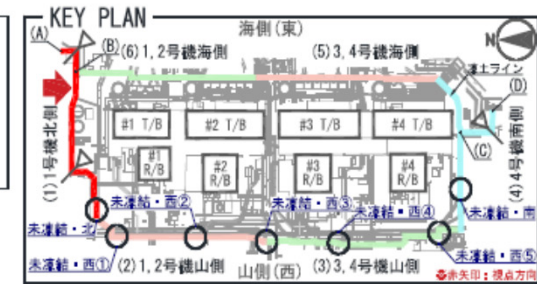 KEY PLAN
海側(東)
N
(A)
(B)
(6) 1,2号機海側
(5) 3,4号機海側
凍土ライン
(D)
(1) 1号機北側
#1 T/B
#2 T/B
#3 T/B
#4 T/B
(C)
(4) 4号機南側
#1
R/B
#2
R/B
#3
R/B
#4
R/B
未凍結・西②
未凍結・西③
未凍結・西④
未凍結・南
未凍結・北
未凍結・西①
(2) 1,2号機山側
山側(西)
(3) 3,4号機山側
未凍結・西⑤
赤矢印:視点方向